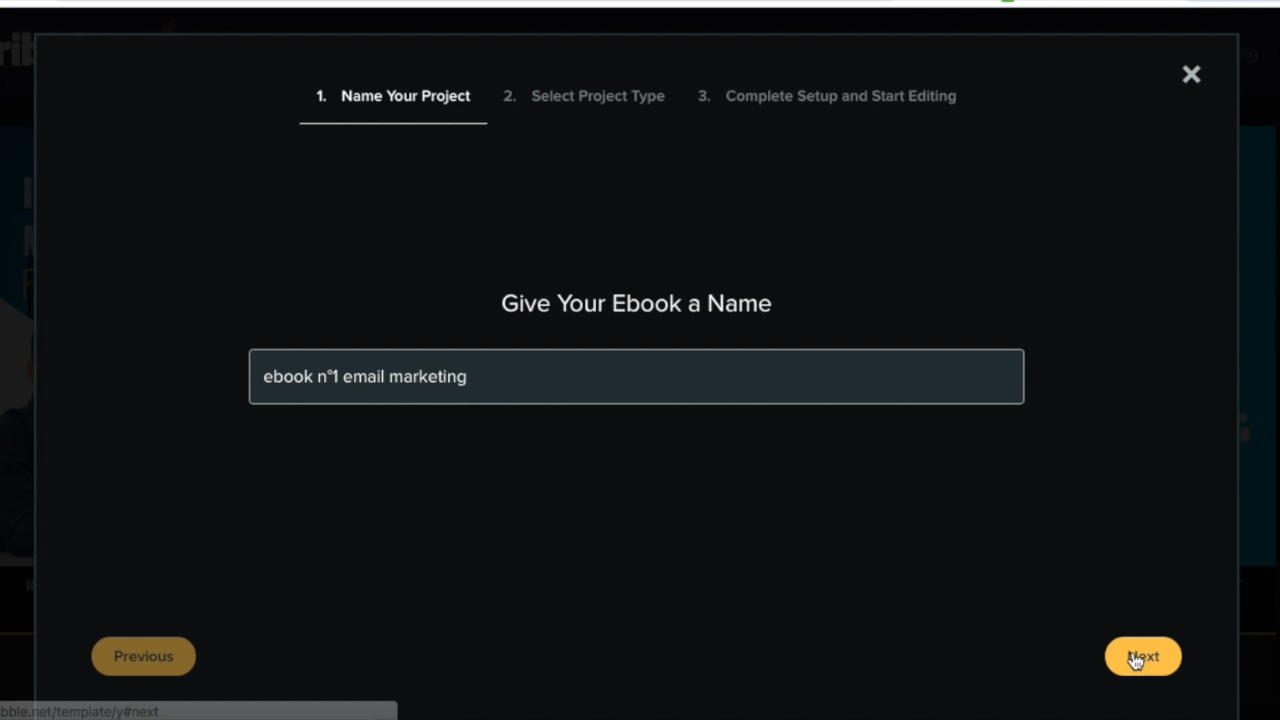 1. Name Your Project 2. Select Project Type 3. Complete Setup and Start Editing
Give Your Ebook a Name
ebook n°1 email marketing
Previous
Next
bble.net/template/y#next